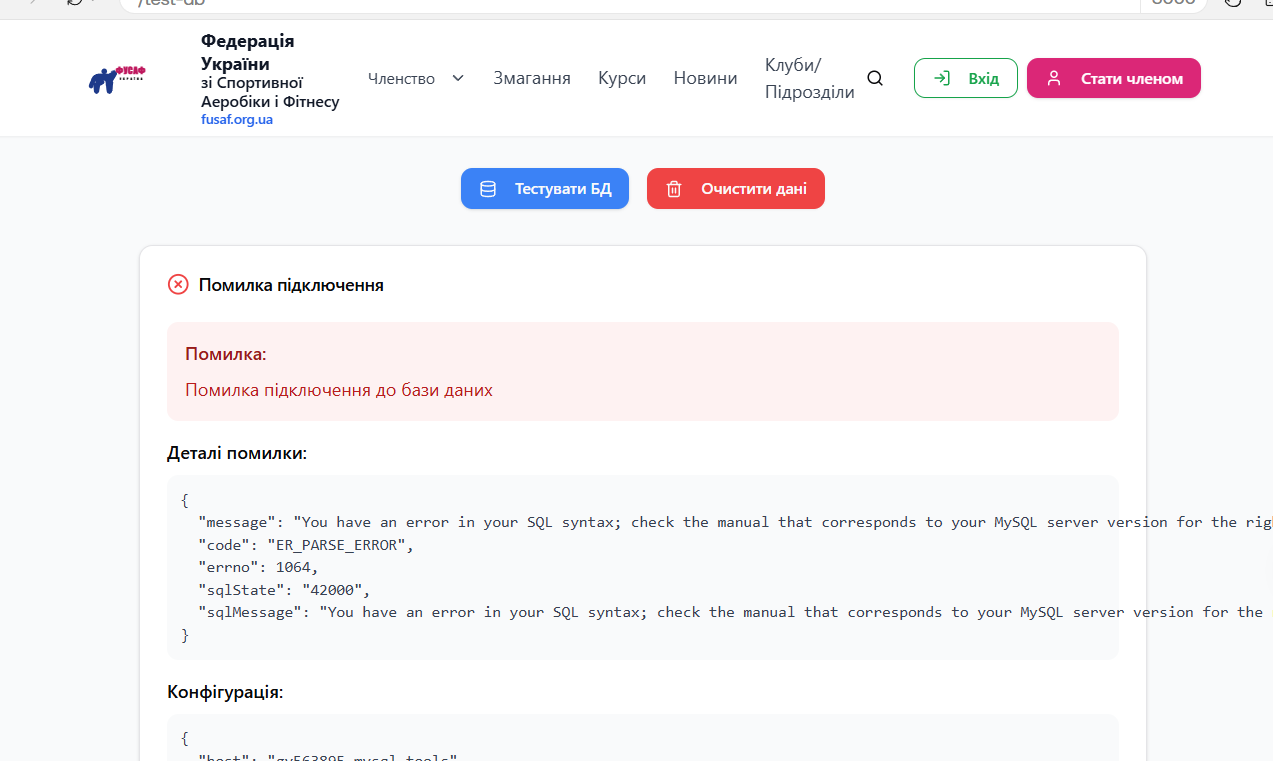 /test-db
ФУСАФ
УКРАЇНА
Федерація
України
зі Спортивної
Аеробіки і Фітнесу
fusaf.org.ua
Членство
Змагання
Курси
Новини
Клуби/
Підрозділи
Вхід
Стати членом
Тестувати БД
Очистити дані
Помилка підключення
Помилка:
Помилка підключення до бази даних
Деталі помилки:
{
"message": "You have an error in your SQL syntax; check the manual that corresponds to your MySQL server version for the rig
"code": "ER_PARSE_ERROR",
"errno": 1064,
"sqlState": "42000",
"sqlMessage": "You have an error in your SQL syntax; check the manual that corresponds to your MySQL server version for the
}
Конфігурація:
{